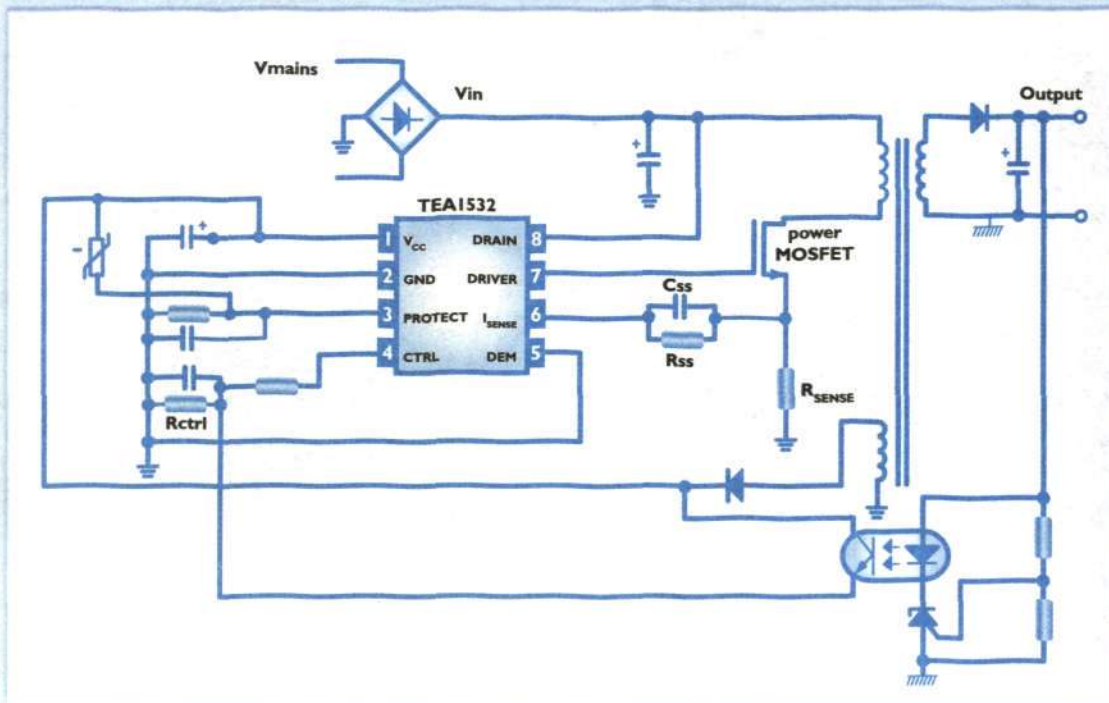 Vmains
Vin
Output
TEA1532
1 VCC DRAIN 8
2 GND DRIVER 7
3 PROTECT ISENSE 6
4 CTRL DEM 5
power
MOSFET
Css
Rss
RSENSE
Rctrl
+
+
+
-